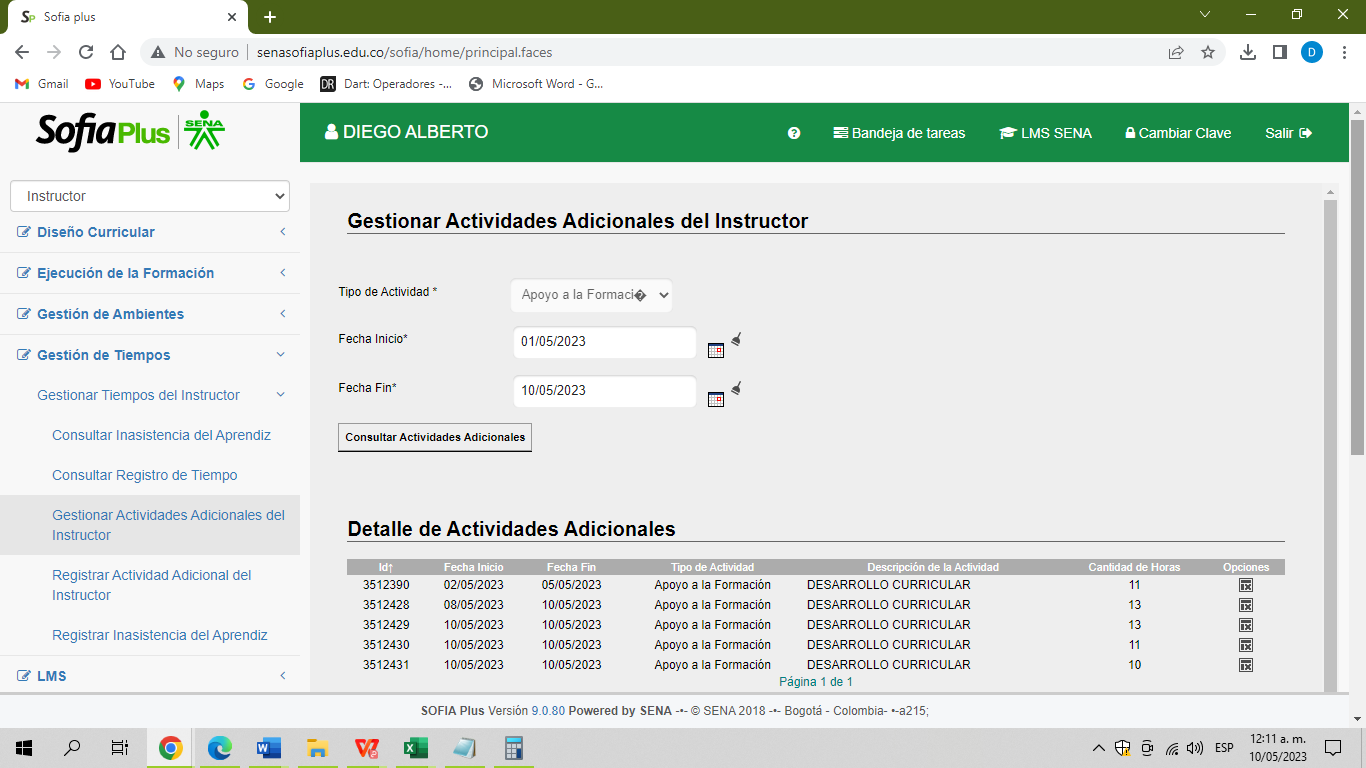 Sofia plus
No seguro senasofiaplus.edu.co/sofia/home/principal.faces D
Gmail YouTube Maps Google DR Dart: Operadores -... Microsoft Word - G...
SofiaPlus SENA
DIEGO ALBERTO Bandeja de tareas LMS SENA Cambiar Clave Salir
Instructor
Diseño Curricular
Ejecución de la Formación
Gestión de Ambientes
Gestión de Tiempos
Gestionar Tiempos del Instructor
Consultar Inasistencia del Aprendiz
Consultar Registro de Tiempo
Gestionar Actividades Adicionales del
Instructor
Registrar Actividad Adicional del
Instructor
Registrar Inasistencia del Aprendiz
LMS
Gestionar Actividades Adicionales del Instructor
Tipo de Actividad * Apoyo a la Formaci�
Fecha Inicio* 01/05/2023
Fecha Fin* 10/05/2023
Consultar Actividades Adicionales
Detalle de Actividades Adicionales
Id↑ Fecha Inicio Fecha Fin Tipo de Actividad Descripción de la Actividad Cantidad de Horas Opciones
3512390 02/05/2023 05/05/2023 Apoyo a la Formación DESARROLLO CURRICULAR 11
3512428 08/05/2023 10/05/2023 Apoyo a la Formación DESARROLLO CURRICULAR 13
3512429 10/05/2023 10/05/2023 Apoyo a la Formación DESARROLLO CURRICULAR 13
3512430 10/05/2023 10/05/2023 Apoyo a la Formación DESARROLLO CURRICULAR 11
3512431 10/05/2023 10/05/2023 Apoyo a la Formación DESARROLLO CURRICULAR 10
Página 1 de 1
SOFIA Plus Versión 9.0.80 Powered by SENA -•- © SENA 2018 -•- Bogotá - Colombia- •-a215;
ESP 12:11 a. m.
10/05/2023